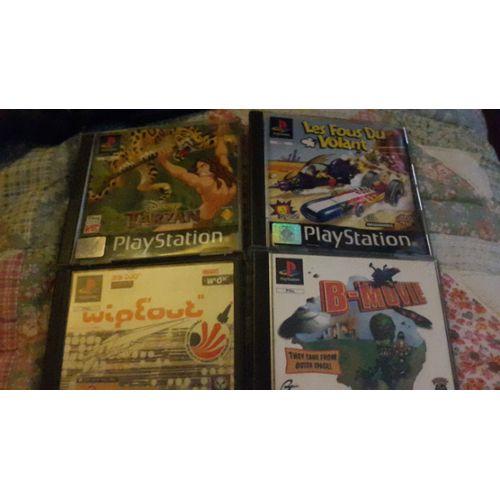 TARZAN
PlayStation
Les Fous Du
Volant
PlayStation
wipEout
B-MOVIE
THEY CAME FROM
OUTER SPACE!